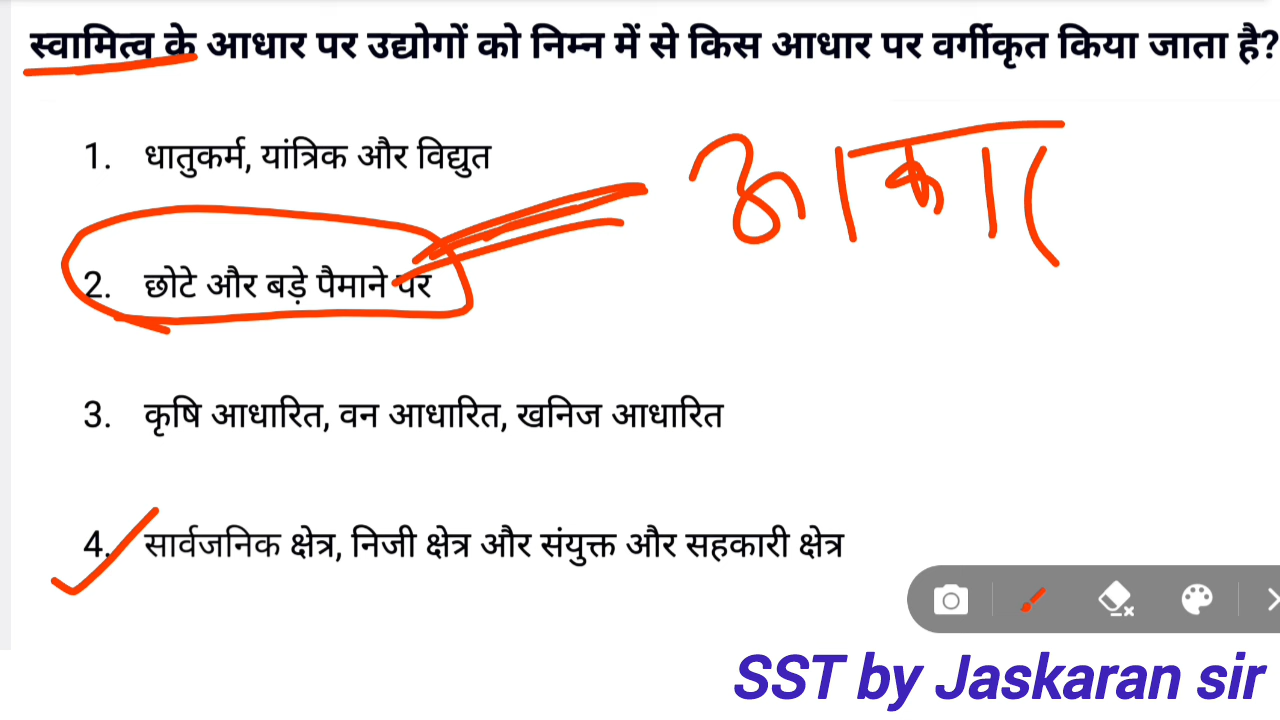 स्वामित्व के आधार पर उद्योगों को निम्न में से किस आधार पर वर्गीकृत किया जाता है?
1. धातुकर्म, यांत्रिक और विद्युत
आकार
2. छोटे और बड़े पैमाने पर
3. कृषि आधारित, वन आधारित, खनिज आधारित
4. सार्वजनिक क्षेत्र, निजी क्षेत्र और संयुक्त और सहकारी क्षेत्र
SST by Jaskaran sir